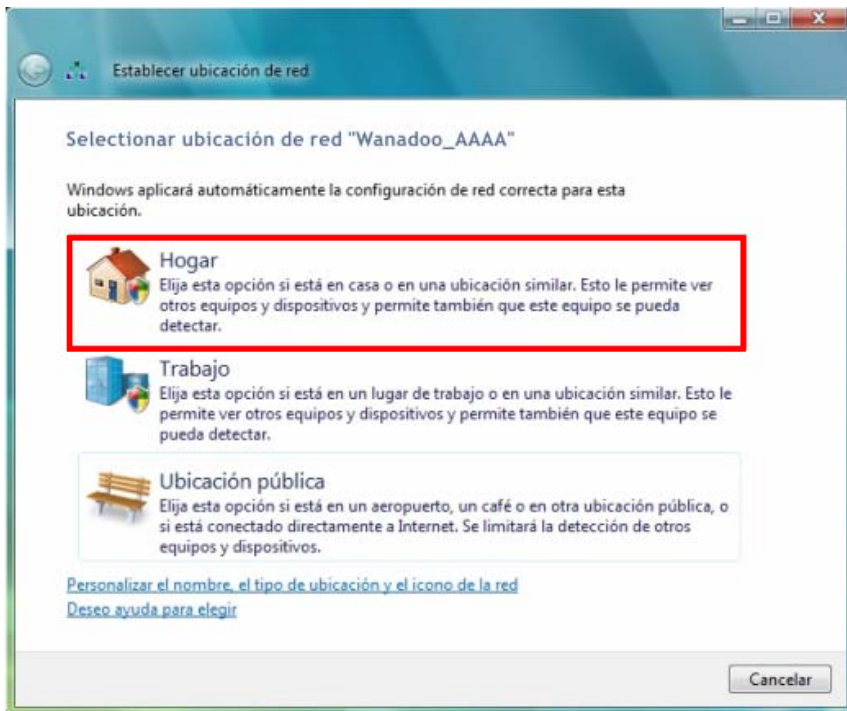 Establecer ubicación de red
Selectionar ubicación de red "Wanadoo_AAAA"
Windows aplicará automáticamente la configuración de red correcta para esta
ubicación.
Hogar
Elija esta opción si está en casa o en una ubicación similar. Esto le permite ver
otros equipos y dispositivos y permite también que este equipo se pueda
detectar.
Trabajo
Elija esta opción si está en un lugar de trabajo o en una ubicación similar. Esto le
permite ver otros equipos y dispositivos y permite también que este equipo se
pueda detectar.
Ubicación pública
Elija esta opción si está en un aeropuerto, un café o en otra ubicación pública, o
si está conectado directamente a Internet. Se limitará la detección de otros
equipos y dispositivos.
Personalizar el nombre, el tipo de ubicación y el icono de la red
Deseo ayuda para elegir
Cancelar